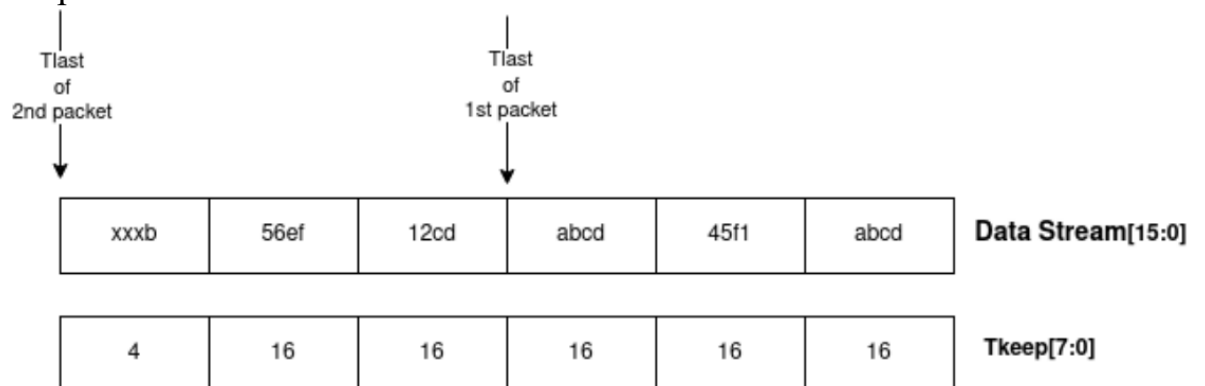 Tlast
of
2nd packet
Tlast
of
1st packet
xxxb 56ef 12cd abcd 45f1 abcd Data Stream[15:0]
4 16 16 16 16 16 Tkeep[7:0]